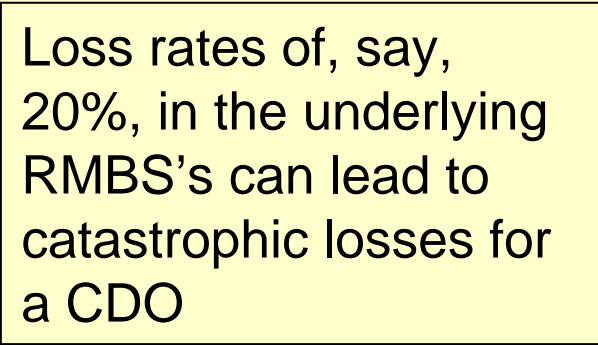 Loss rates of, say,
20%, in the underlying
RMBS’s can lead to
catastrophic losses for
a CDO